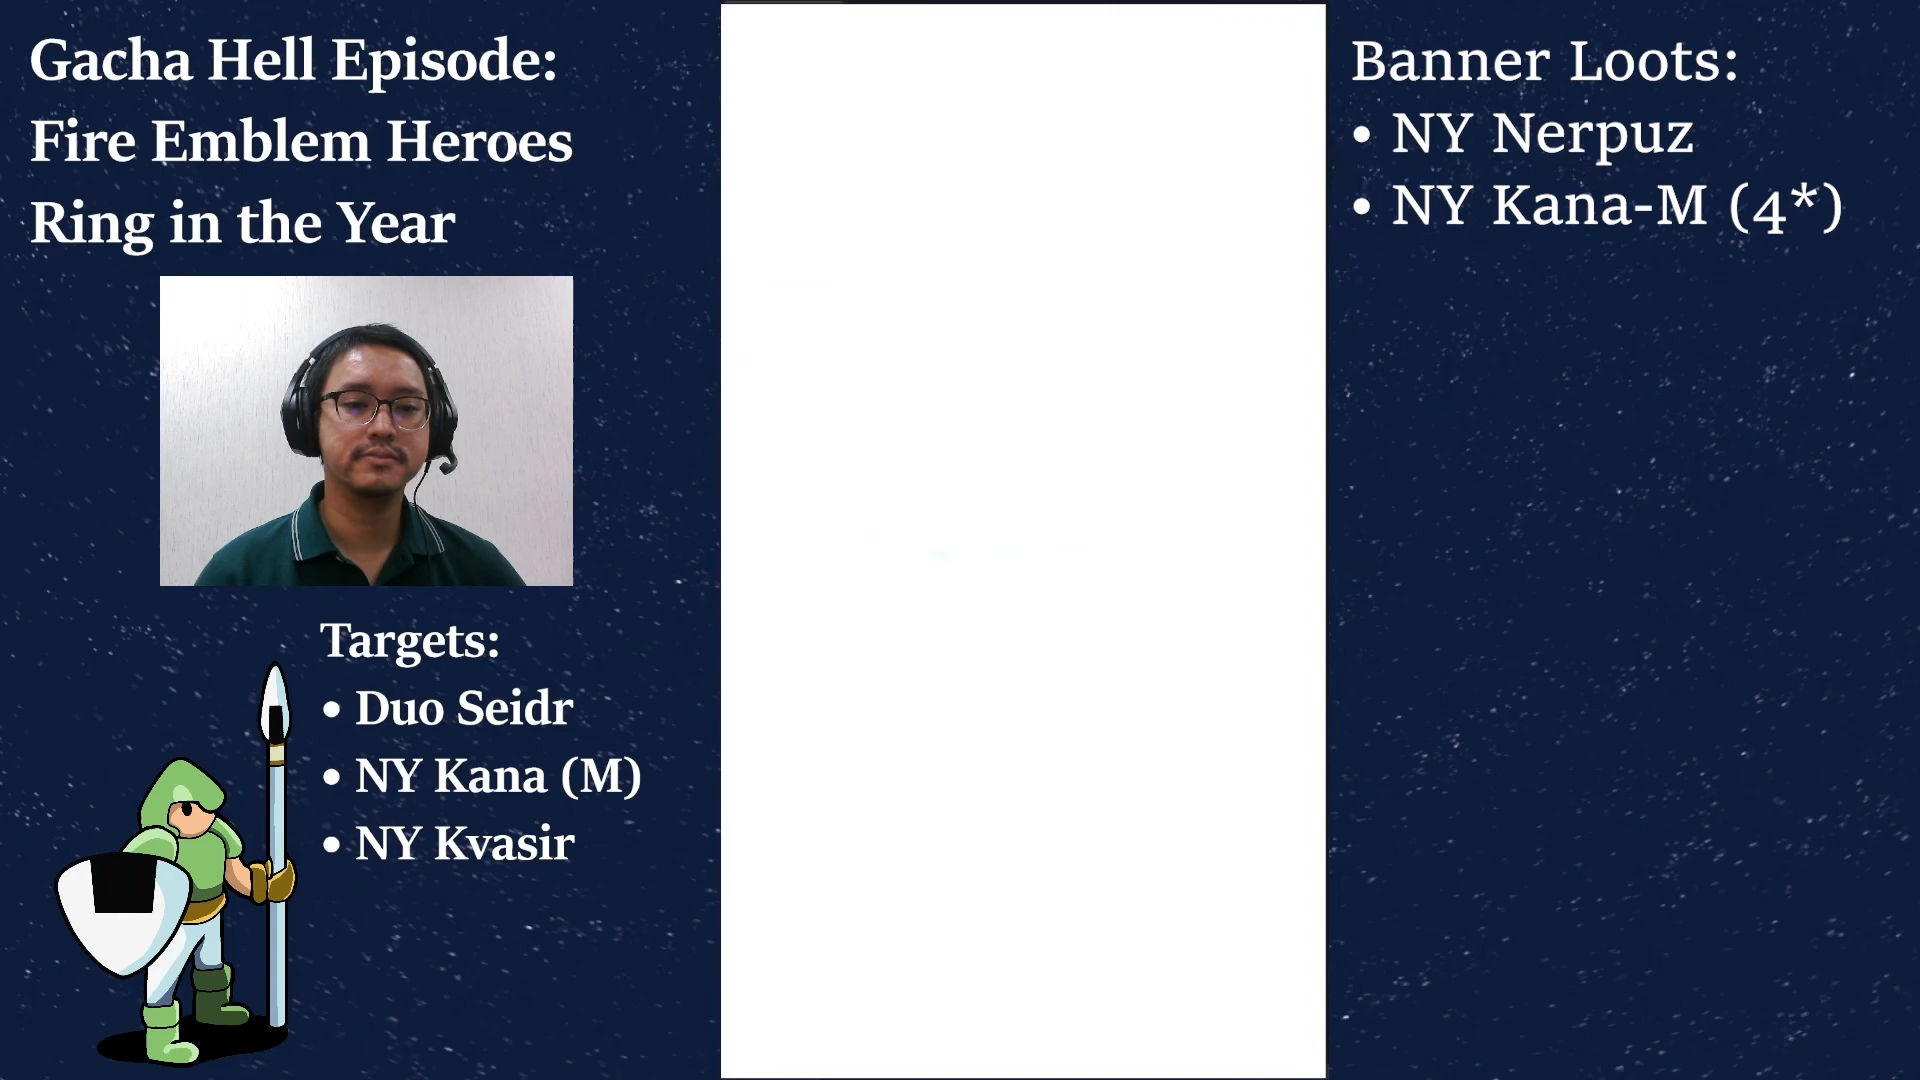 Gacha Hell Episode:
Fire Emblem Heroes
Ring in the Year
Targets:
• Duo Seidr
• NY Kana (M)
• NY Kvasir
Banner Loots:
• NY Nerpuz
• NY Kana-M (4*)